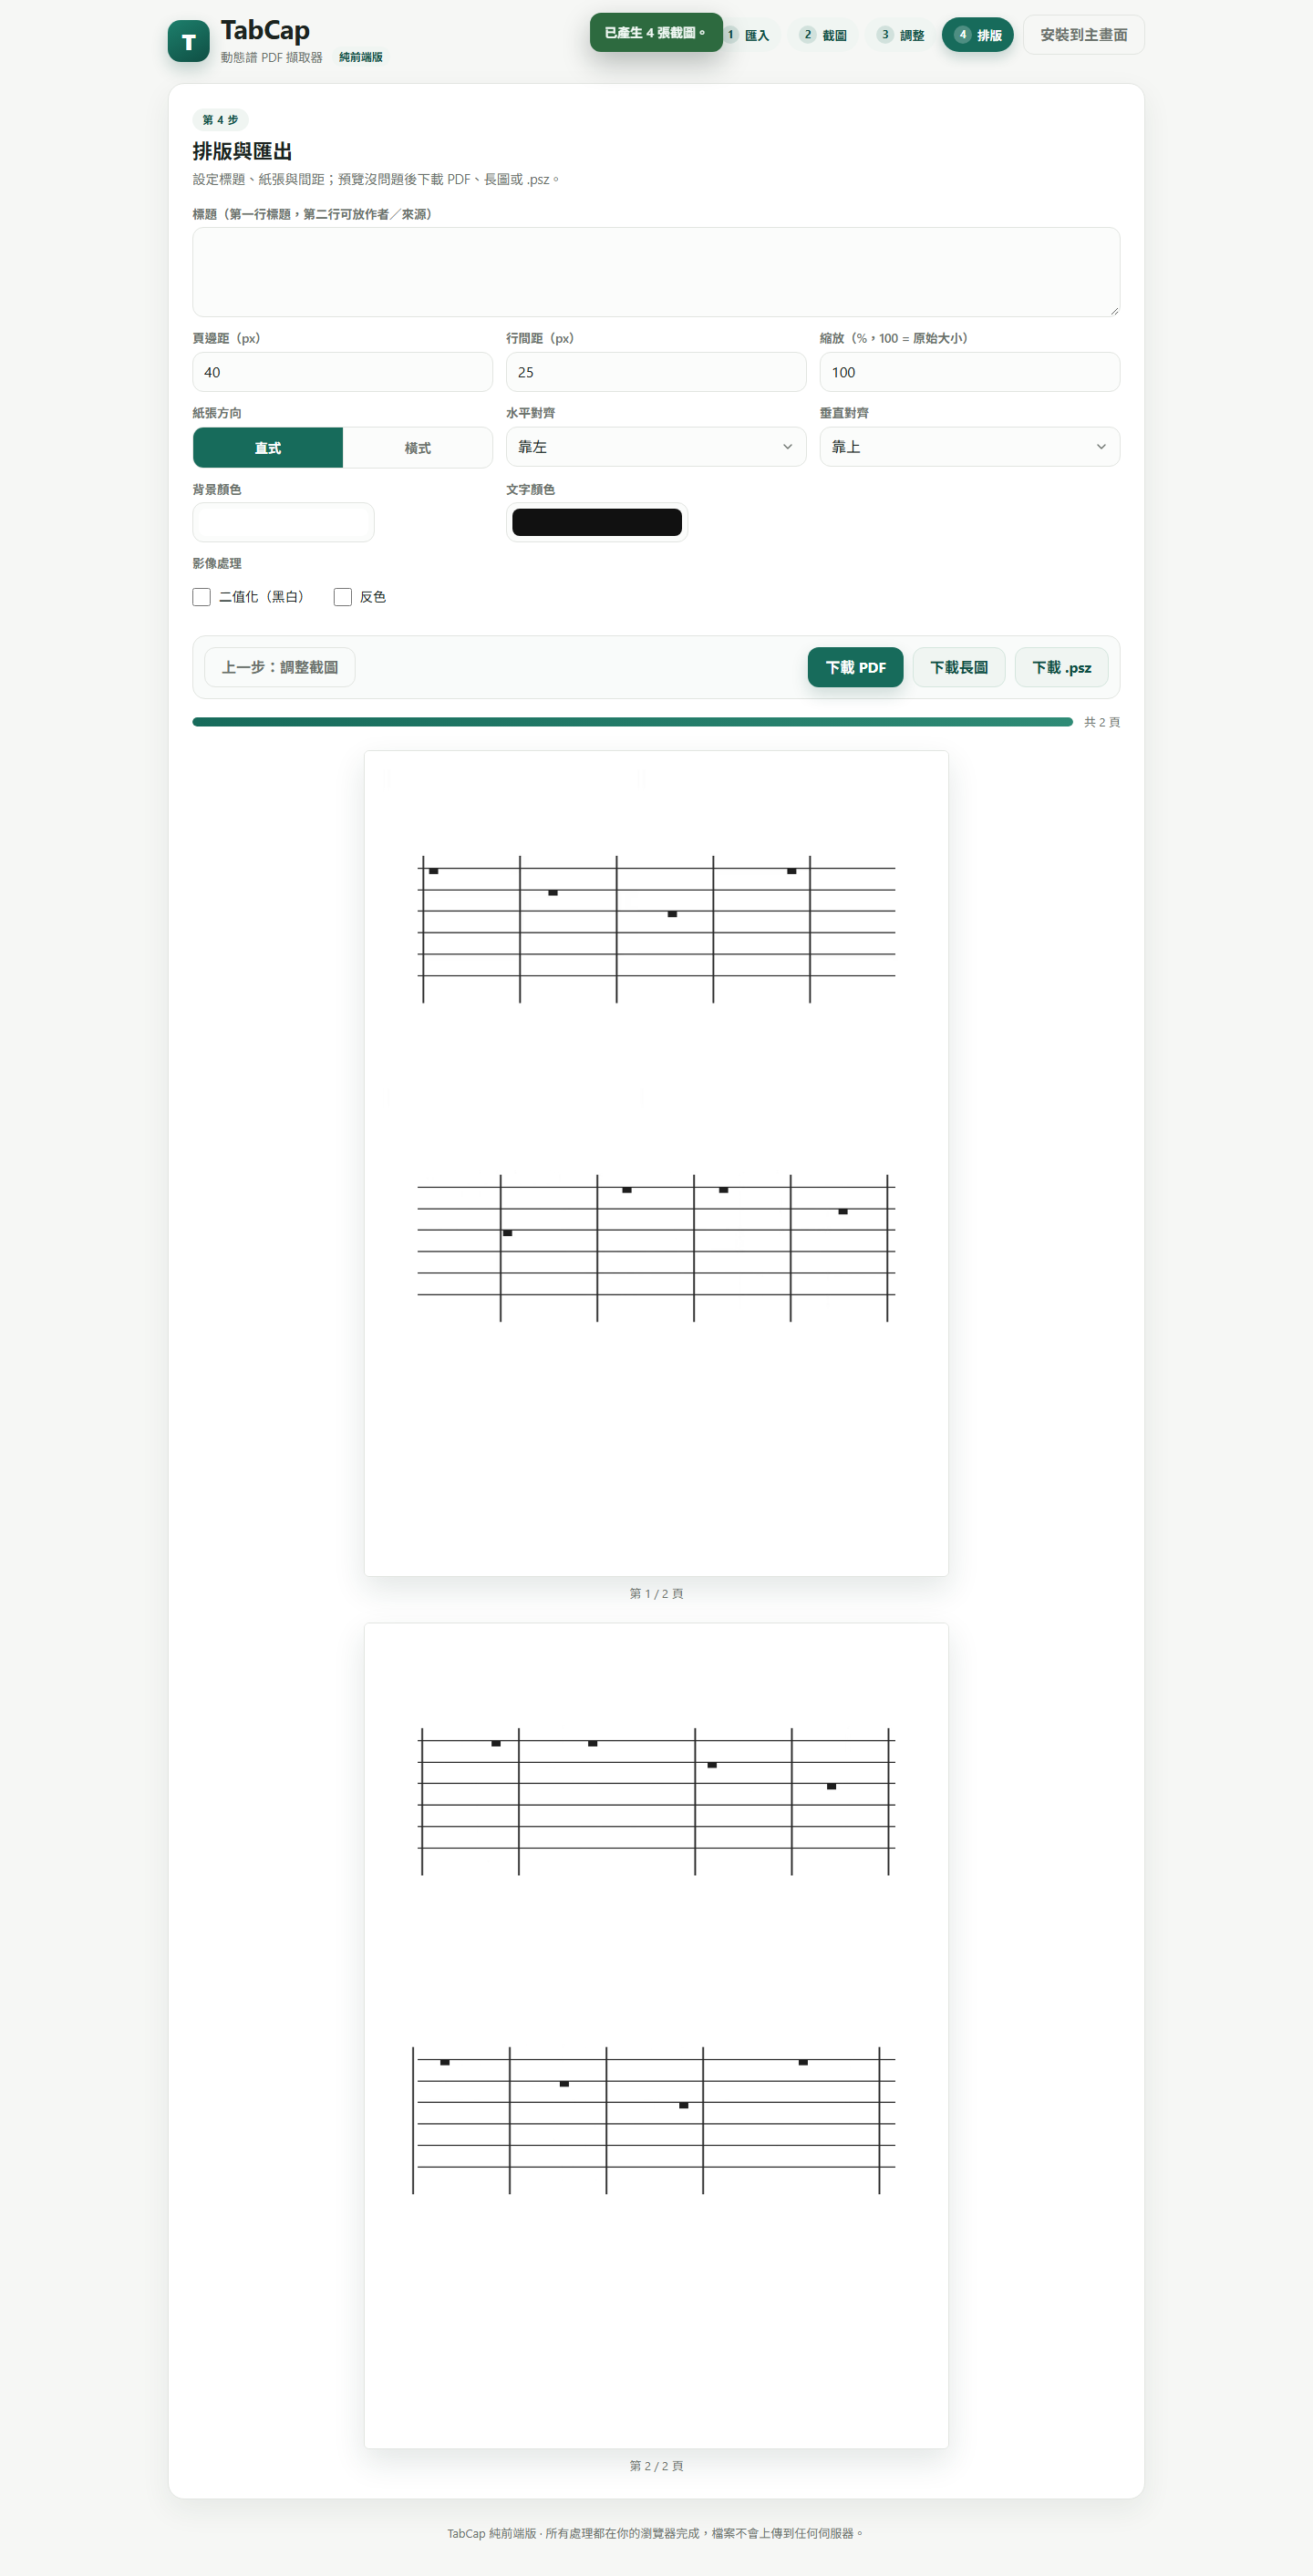 T
TabCap
動態譜 PDF 擷取器 純前端版
已產生 4 張截圖。
1 匯入
2 截圖
3 調整
4 排版
安裝到主畫面
第 4 步
排版與匯出
設定標題、紙張與間距；預覽沒問題後下載 PDF、長圖或 .psz。
標題（第一行標題，第二行可放作者／來源）
頁邊距（px） 行間距（px） 縮放（%，100 = 原始大小）
40 25 100
紙張方向 水平對齊 垂直對齊
直式 橫式 靠左 靠上
背景顏色 文字顏色
影像處理
二值化（黑白） 反色
上一步：調整截圖 下載 PDF 下載長圖 下載 .psz
共 2 頁
第 1 / 2 頁
第 2 / 2 頁
TabCap 純前端版 · 所有處理都在你的瀏覽器完成，檔案不會上傳到任何伺服器。